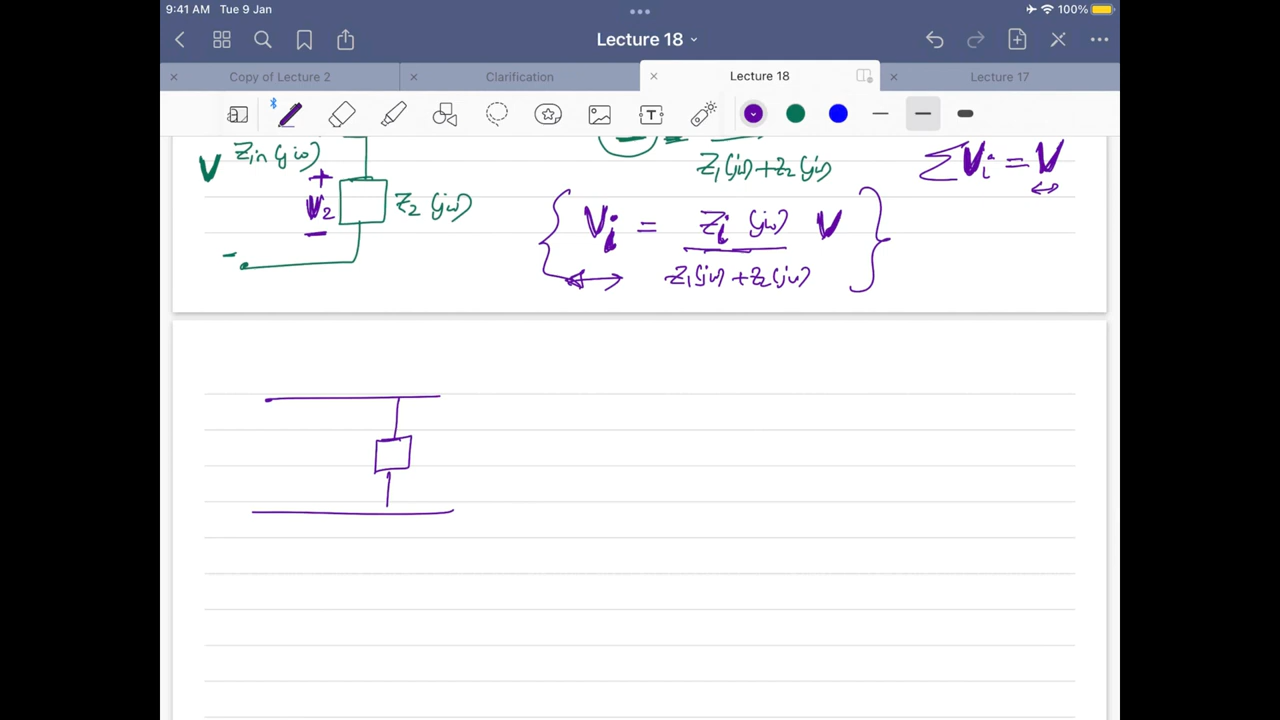 9:41 AM Tue 9 Jan
100%
Lecture 18
Copy of Lecture 2
Clarification
Lecture 18
Lecture 17
T
V
Zin(jω)
+
V2
-
Z2 (jω)
-
Z1(jω)+Z2(jω)
ΣVi = V
Vi = Zi (jω) V
Z1(jω)+Z2(jω)